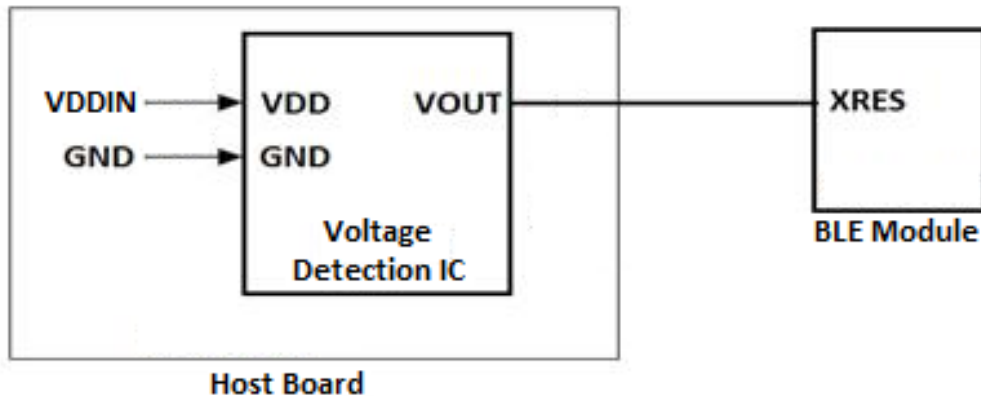 VDDIN VDD VOUT XRES
GND GND
Voltage
Detection IC
BLE Module
Host Board